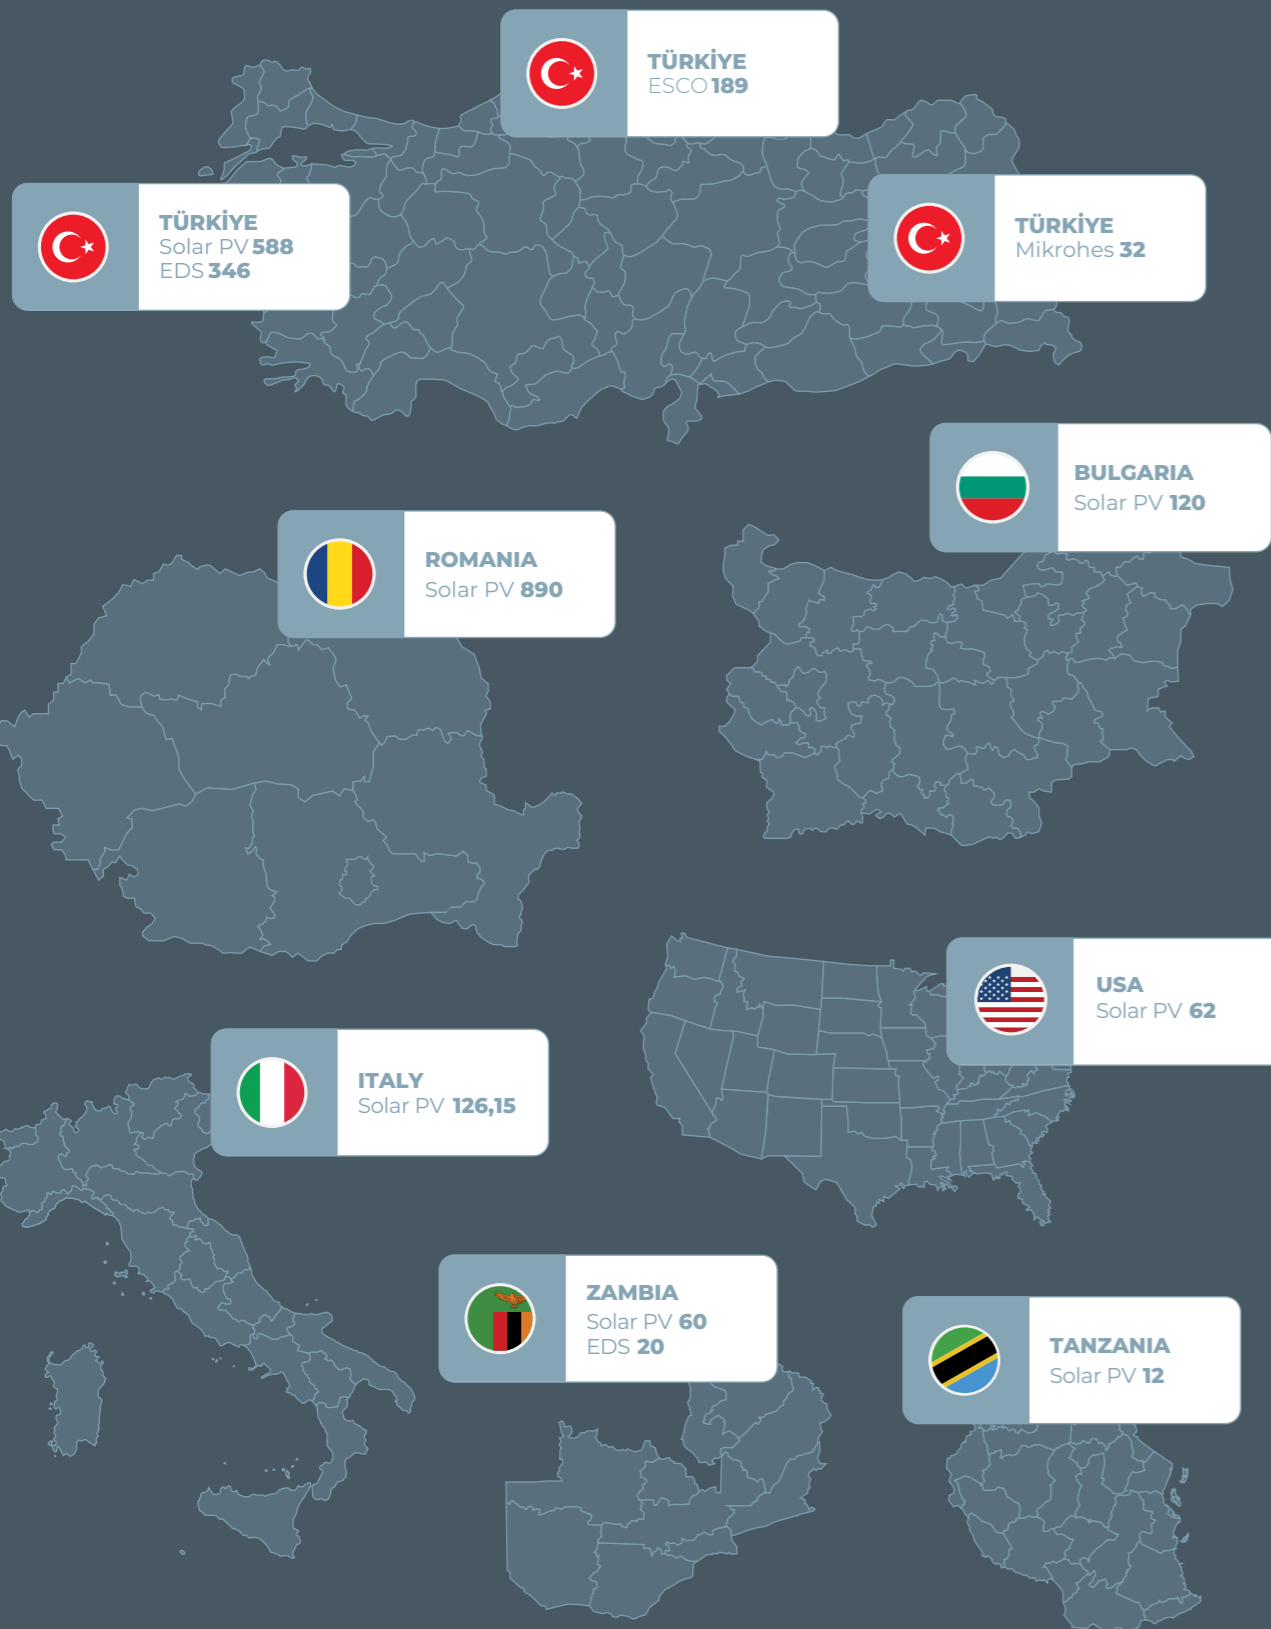 TÜRKİYE
ESCO 189
TÜRKİYE
Solar PV 588
EDS 346
TÜRKİYE
Mikrohes 32
BULGARIA
Solar PV 120
ROMANIA
Solar PV 890
USA
Solar PV 62
ITALY
Solar PV 126,15
ZAMBIA
Solar PV 60
EDS 20
TANZANIA
Solar PV 12